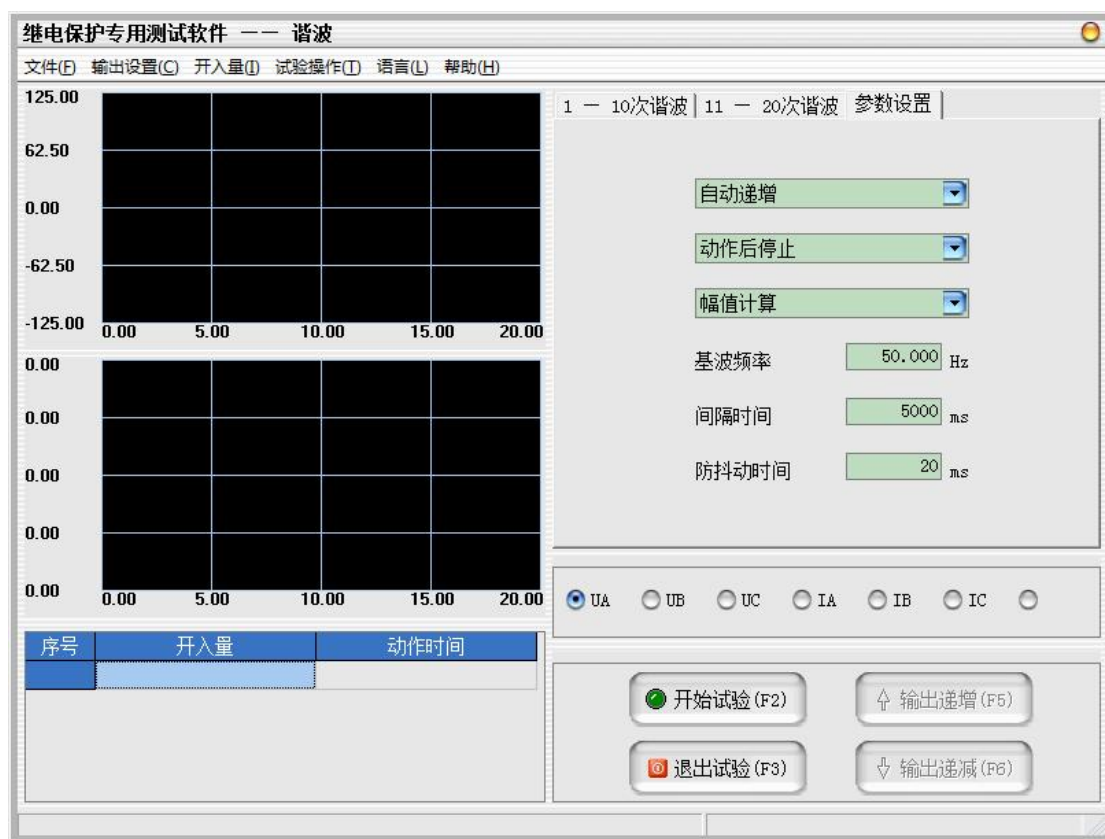 继电保护专用测试软件 —— 谐波
文件(F) 输出设置(C) 开入量(I) 试验操作(T) 语言(L) 帮助(H)
125.00
62.50
0.00
-62.50
-125.00
0.00 5.00 10.00 15.00 20.00
0.00
0.00
0.00
0.00
0.00
0.00 5.00 10.00 15.00 20.00
序号 开入量 动作时间
1 — 10次谐波 11 — 20次谐波 参数设置
自动递增
动作后停止
幅值计算
基波频率 50.000 Hz
间隔时间 5000 ms
防抖动时间 20 ms
UA UB UC IA IB IC
开始试验(F2) 输出递增(F5)
退出试验(F3) 输出递减(F6)